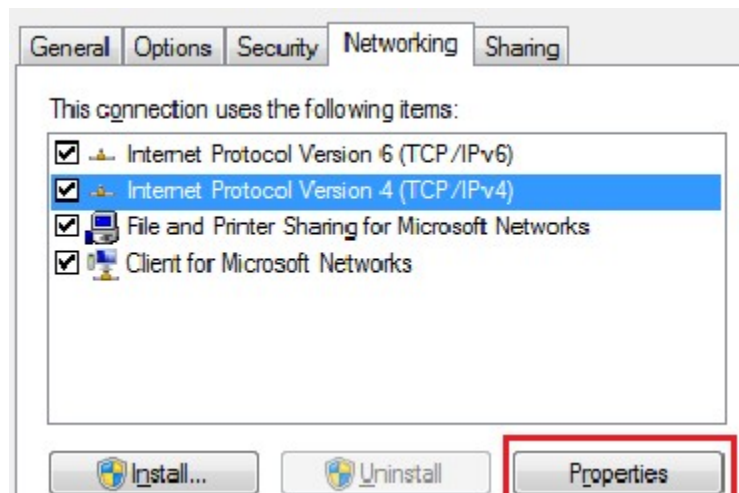 General Options Security Networking Sharing
This connection uses the following items:
Internet Protocol Version 6 (TCP/IPv6)
Internet Protocol Version 4 (TCP/IPv4)
File and Printer Sharing for Microsoft Networks
Client for Microsoft Networks
Install... Uninstall Properties